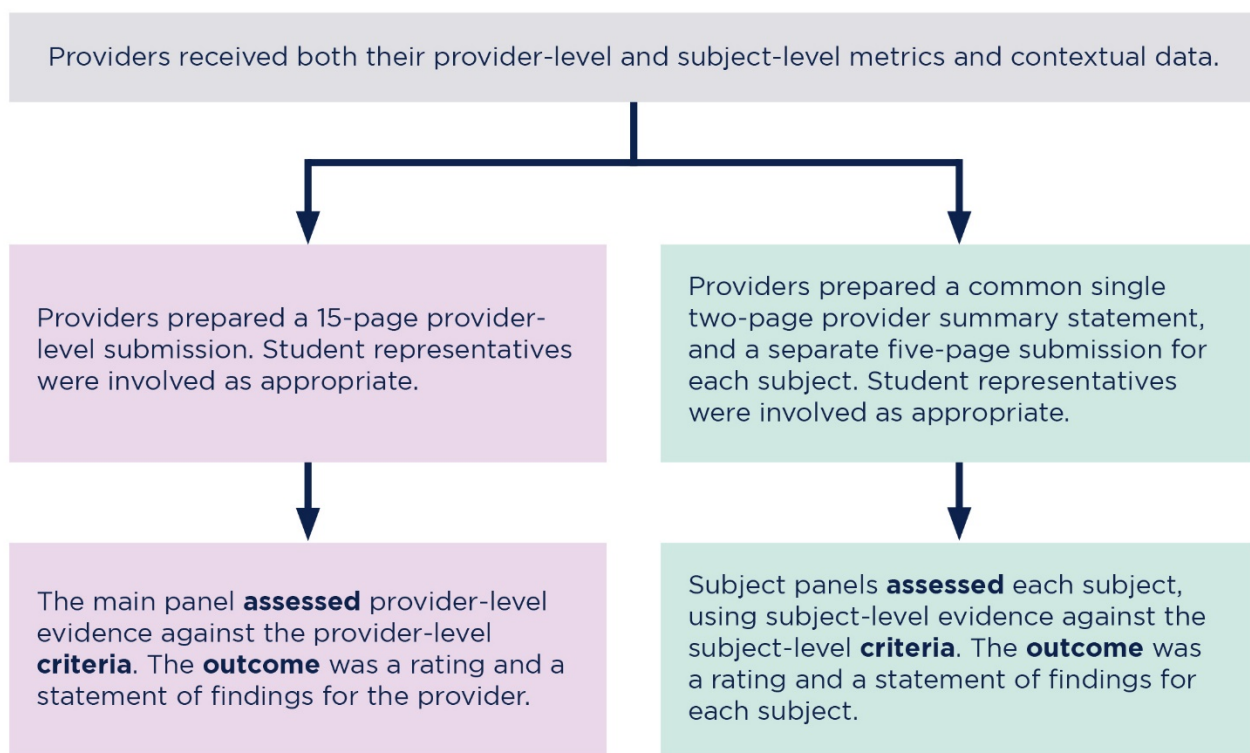 Providers received both their provider-level and subject-level metrics and contextual data.
Providers prepared a 15-page provider-
level submission. Student representatives
were involved as appropriate.
Providers prepared a common single
two-page provider summary statement,
and a separate five-page submission for
each subject. Student representatives
were involved as appropriate.
The main panel assessed provider-level
evidence against the provider-level
criteria. The outcome was a rating and a
statement of findings for the provider.
Subject panels assessed each subject,
using subject-level evidence against the
subject-level criteria. The outcome was
a rating and a statement of findings for
each subject.